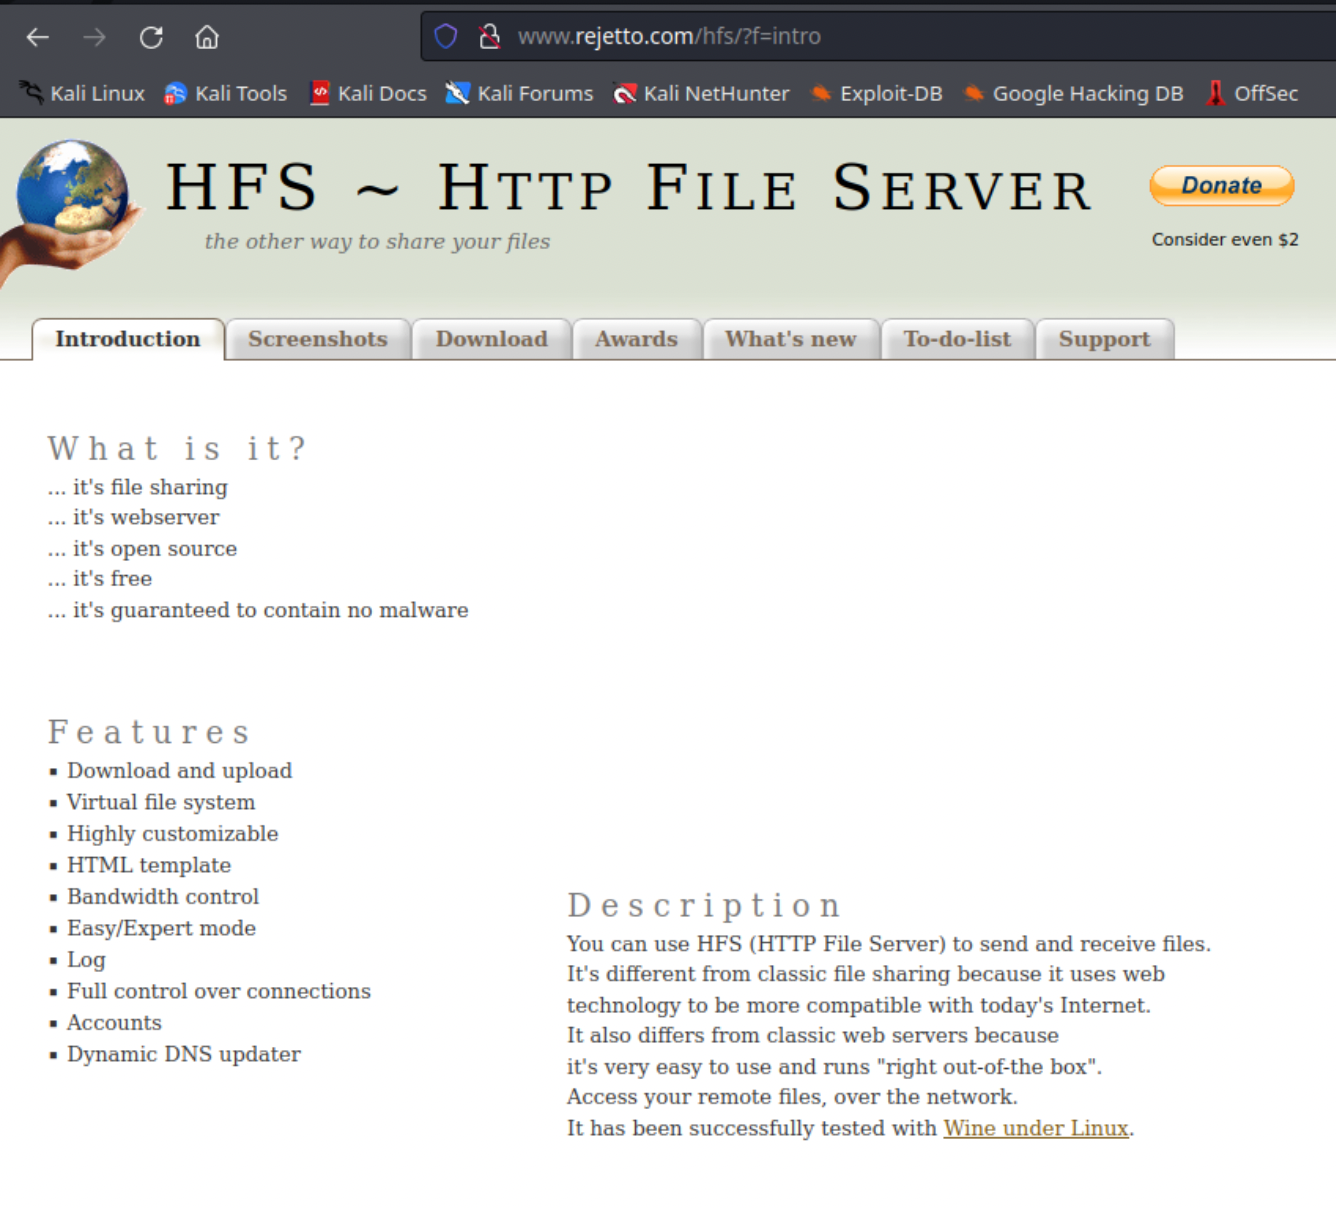 www.rejetto.com/hfs/?f=intro
Kali Linux Kali Tools Kali Docs Kali Forums Kali NetHunter Exploit-DB Google Hacking DB OffSec
HFS ~ HTTP FILE SERVER
the other way to share your files
Donate
Consider even $2
Introduction Screenshots Download Awards What's new To-do-list Support
What is it?
... it's file sharing
... it's webserver
... it's open source
... it's free
... it's guaranteed to contain no malware
Features
▪ Download and upload
▪ Virtual file system
▪ Highly customizable
▪ HTML template
▪ Bandwidth control
▪ Easy/Expert mode
▪ Log
▪ Full control over connections
▪ Accounts
▪ Dynamic DNS updater
Description
You can use HFS (HTTP File Server) to send and receive files.
It's different from classic file sharing because it uses web
technology to be more compatible with today's Internet.
It also differs from classic web servers because
it's very easy to use and runs "right out-of-the box".
Access your remote files, over the network.
It has been successfully tested with Wine under Linux.